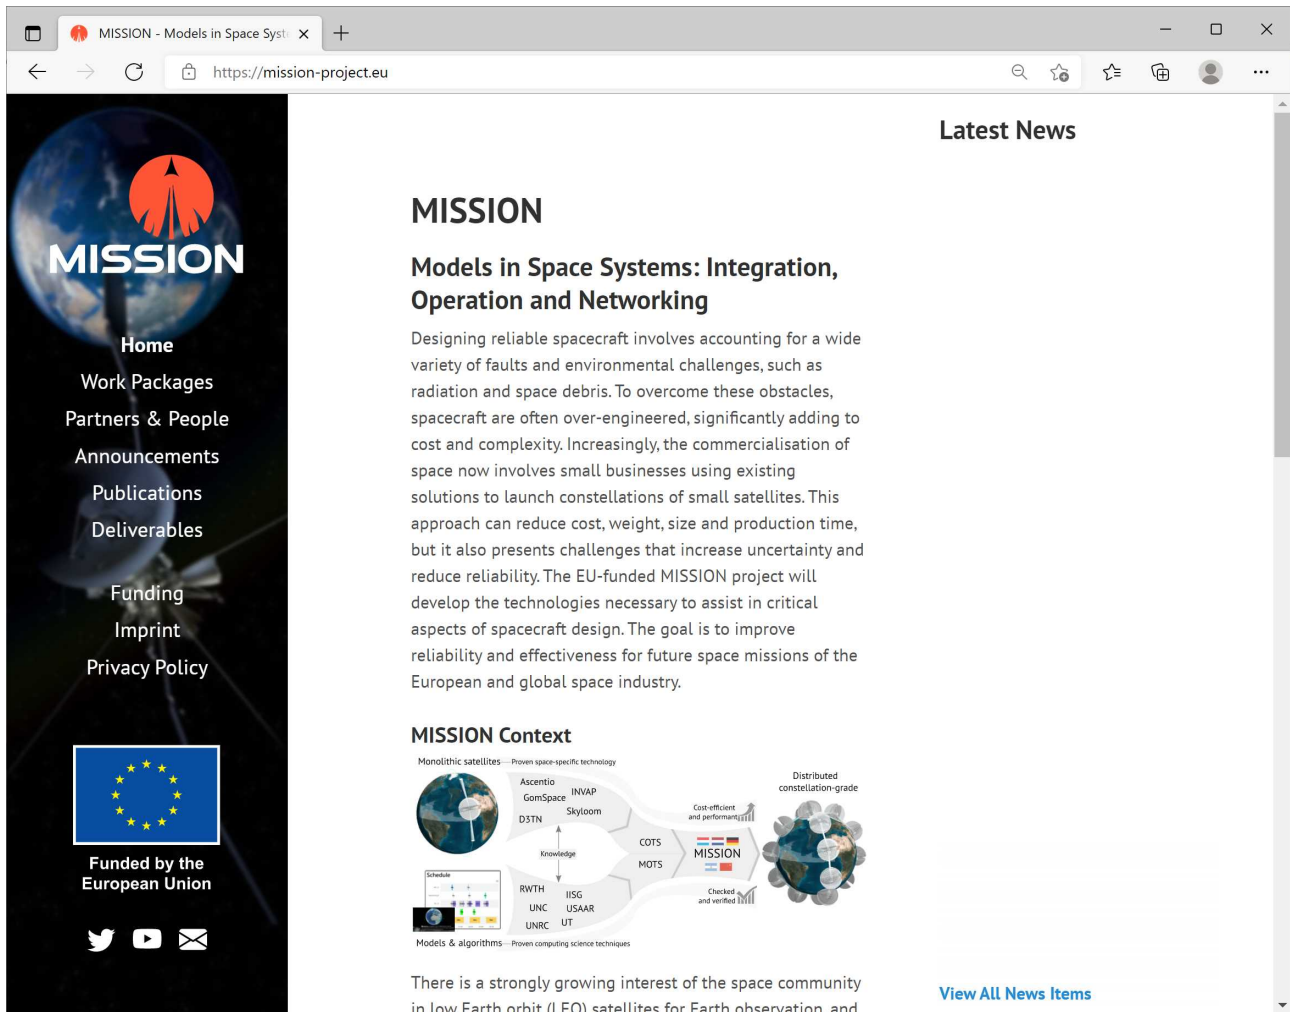 MISSION - Models in Space Syst
https://mission-project.eu
MISSION
Home
Work Packages
Partners & People
Announcements
Publications
Deliverables
Funding
Imprint
Privacy Policy
Funded by the
European Union
MISSION
Models in Space Systems: Integration,
Operation and Networking
Designing reliable spacecraft involves accounting for a wide
variety of faults and environmental challenges, such as
radiation and space debris. To overcome these obstacles,
spacecraft are often over-engineered, significantly adding to
cost and complexity. Increasingly, the commercialisation of
space now involves small businesses using existing
solutions to launch constellations of small satellites. This
approach can reduce cost, weight, size and production time,
but it also presents challenges that increase uncertainty and
reduce reliability. The EU-funded MISSION project will
develop the technologies necessary to assist in critical
aspects of spacecraft design. The goal is to improve
reliability and effectiveness for future space missions of the
European and global space industry.
MISSION Context
Monolithic satellites — Proven space-specific technology
Ascentio
GomSpace
INVAP
D3TN
Skyloom
Knowledge
Schedule
RWTH
IISG
UNC
USAAR
UNRC
UT
Models & algorithms — Proven computing science techniques
COTS
MOTS
Cost-efficient
and performant
MISSION
Checked
and verified
Distributed
constellation-grade
There is a strongly growing interest of the space community
in low Earth orbit (LEO) satellites for Earth observation, and
Latest News
View All News Items